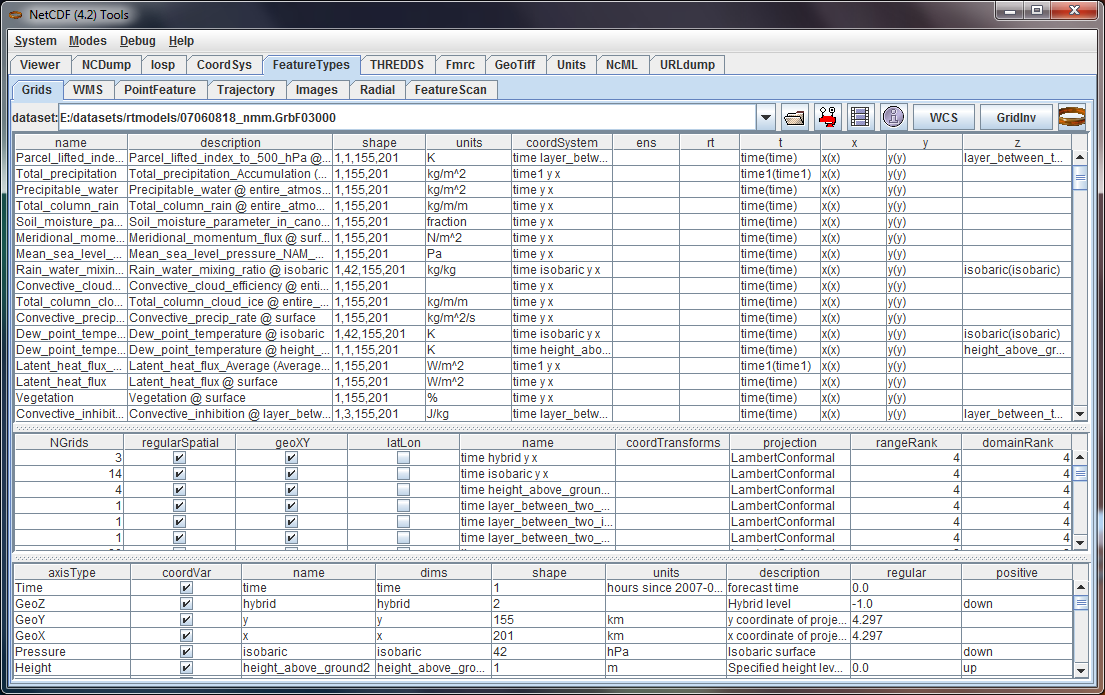 NetCDF (4.2) Tools
System Modes Debug Help
Viewer NCDump Iosp CoordSys FeatureTypes THREDDS Fmrc GeoTiff Units NcML URLdump
Grids WMS PointFeature Trajectory Images Radial FeatureScan
dataset: E:/datasets/rtmodels/07060818_nmm.GrbF03000 WCS GridInv
name description shape units coordSystem ens rt t x y z
Parcel_lifted_inde... Parcel_lifted_index_to_500_hPa @... 1,1,155,201 K time layer_betw... time(time) x(x) y(y) layer_between_t...
Total_precipitation Total_precipitation_Accumulation (... 1,155,201 kg/m^2 time1 y x time1(time1) x(x) y(y)
Precipitable_water Precipitable_water @ entire_atmos... 1,155,201 kg/m^2 time y x time(time) x(x) y(y)
Total_column_rain Total_column_rain @ entire_atmo... 1,155,201 kg/m/m time y x time(time) x(x) y(y)
Soil_moisture_pa... Soil_moisture_parameter_in_cano... 1,155,201 fraction time y x time(time) x(x) y(y)
Meridional_mome... Meridional_momentum_flux @ surf... 1,155,201 N/m^2 time y x time(time) x(x) y(y)
Mean_sea_level_... Mean_sea_level_pressure_NAM_... 1,155,201 Pa time y x time(time) x(x) y(y)
Rain_water_mixin... Rain_water_mixing_ratio @ isobaric 1,42,155,201 kg/kg time isobaric y x time(time) x(x) y(y) isobaric(isobaric)
Convective_cloud... Convective_cloud_efficiency @ enti... 1,155,201 time y x time(time) x(x) y(y)
Total_column_clo... Total_column_cloud_ice @ entire_... 1,155,201 kg/m/m time y x time(time) x(x) y(y)
Convective_precip... Convective_precip_rate @ surface 1,155,201 kg/m^2/s time y x time(time) x(x) y(y)
Dew_point_tempe... Dew_point_temperature @ isobaric 1,42,155,201 K time isobaric y x time(time) x(x) y(y) isobaric(isobaric)
Dew_point_tempe... Dew_point_temperature @ height_... 1,1,155,201 K time height_abo... time(time) x(x) y(y) height_above_gr...
Latent_heat_flux_... Latent_heat_flux_Average (Average... 1,155,201 W/m^2 time1 y x time1(time1) x(x) y(y)
Latent_heat_flux Latent_heat_flux @ surface 1,155,201 W/m^2 time y x time(time) x(x) y(y)
Vegetation Vegetation @ surface 1,155,201 % time y x time(time) x(x) y(y)
Convective_inhibit... Convective_inhibition @ layer_betw... 1,3,155,201 J/kg time layer_betw... time(time) x(x) y(y) layer_between_t...
NGrids regularSpatial geoXY latLon name coordTransforms projection rangeRank domainRank
3 time hybrid y x LambertConformal 4 4
14 time isobaric y x LambertConformal 4 4
4 time height_above_groun... LambertConformal 4 4
1 time layer_between_two_... LambertConformal 4 4
1 time layer_between_two_i... LambertConformal 4 4
1 time layer_between_two_... LambertConformal 4 4
axisType coordVar name dims shape units description regular positive
Time time time 1 hours since 2007-0... forecast time 0.0
GeoZ hybrid hybrid 2 Hybrid level -1.0 down
GeoY y y 155 km y coordinate of proje... 4.297
GeoX x x 201 km x coordinate of proje... 4.297
Pressure isobaric isobaric 42 hPa Isobaric surface down
Height height_above_ground2 height_above_gro... 1 m Specified height lev... 0.0 up